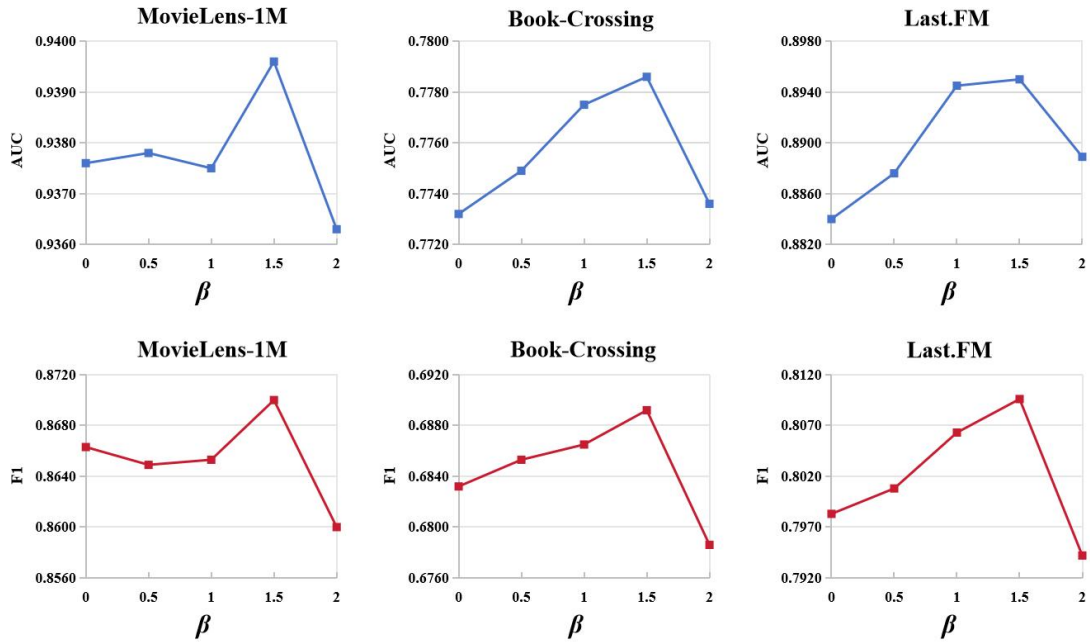 MovieLens-1M
0.9400
0.9390
0.9380
0.9370
0.9360
AUC
0 0.5 1 1.5 2
β
Book-Crossing
0.7800
0.7780
0.7760
0.7740
0.7720
AUC
0 0.5 1 1.5 2
β
Last.FM
0.8980
0.8940
0.8900
0.8860
0.8820
AUC
0 0.5 1 1.5 2
β
MovieLens-1M
0.8720
0.8680
0.8640
0.8600
0.8560
F1
0 0.5 1 1.5 2
β
Book-Crossing
0.6920
0.6880
0.6840
0.6800
0.6760
F1
0 0.5 1 1.5 2
β
Last.FM
0.8120
0.8070
0.8020
0.7970
0.7920
F1
0 0.5 1 1.5 2
β